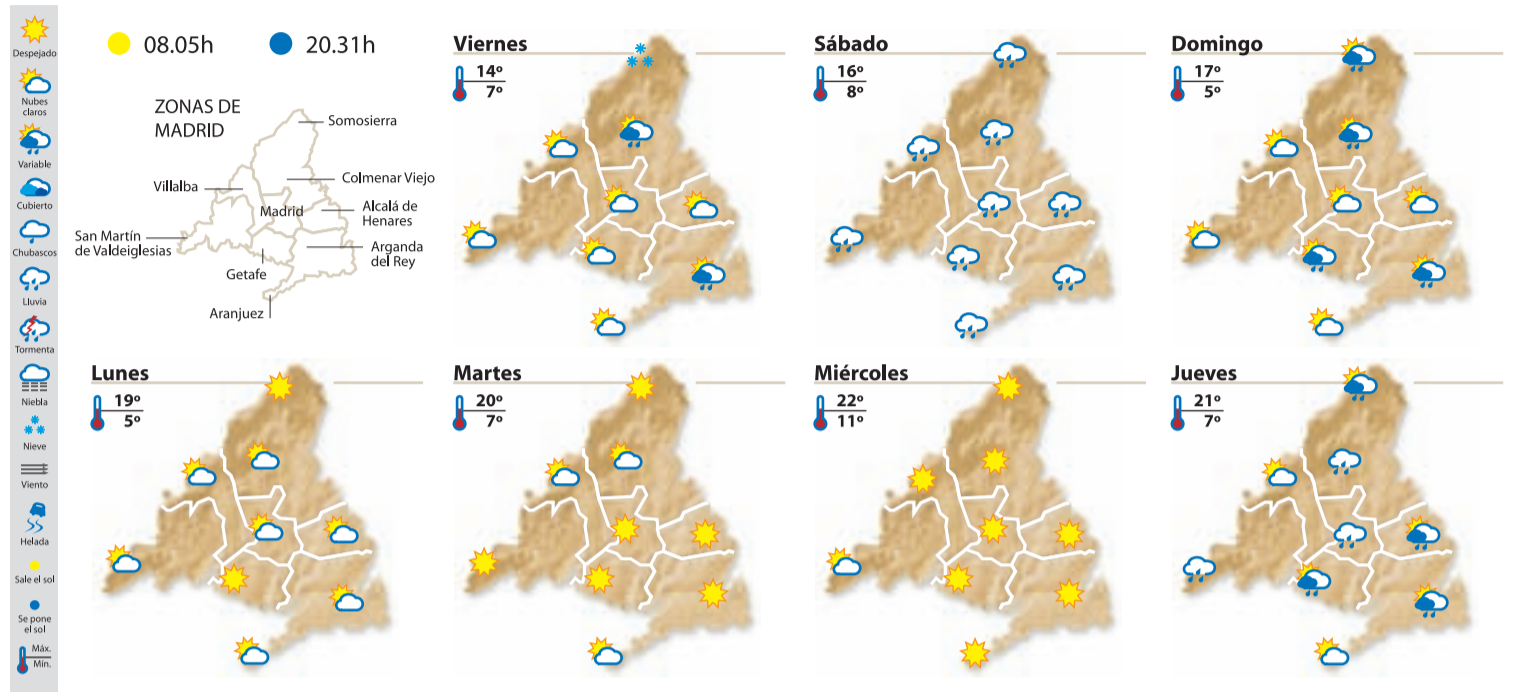 Despejado
Nubes
claros
Variable
Cubierto
Chubascos
Lluvia
Tormenta
Niebla
Nieve
Viento
Helada
Sale el sol
Se pone
el sol
Máx.
Mín.
08.05h
20.31h
ZONAS DE
MADRID
Somosierra
Colmenar Viejo
Villalba
Madrid
Alcalá de
Henares
San Martín
de Valdeiglesias
Arganda
del Rey
Getafe
Aranjuez
Viernes
14º
7º
Sábado
16º
8º
Domingo
17º
5º
Lunes
19º
5º
Martes
20º
7º
Miércoles
22º
11º
Jueves
21º
7º